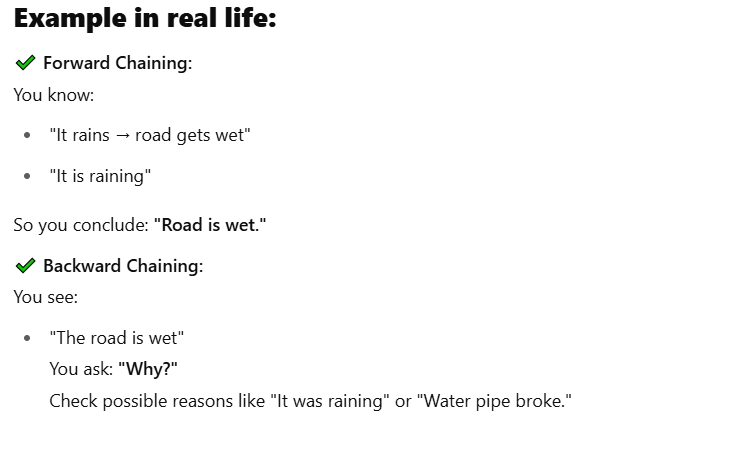 Example in real life:
✔ Forward Chaining:
You know:
• "It rains → road gets wet"
• "It is raining"
So you conclude: "Road is wet."
✔ Backward Chaining:
You see:
• "The road is wet"
You ask: "Why?"
Check possible reasons like "It was raining" or "Water pipe broke."